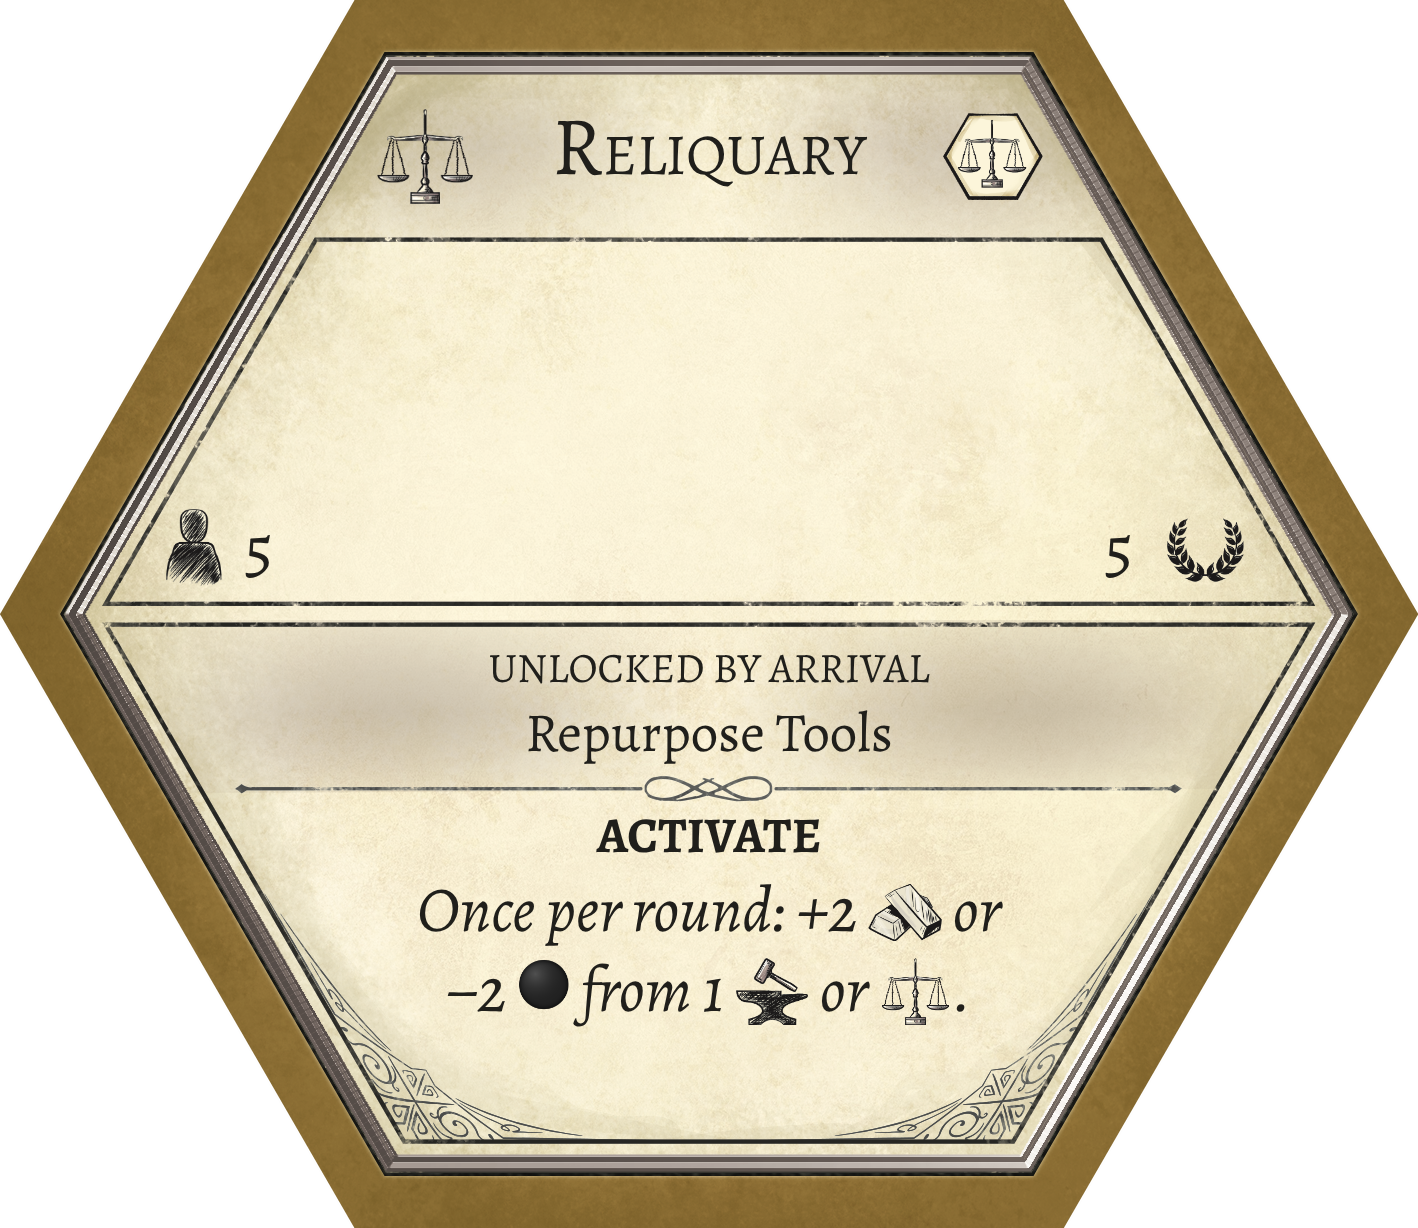 Reliquary
5
5
UNLOCKED BY ARRIVAL
Repurpose Tools
ACTIVATE
Once per round: +2 or
–2 from 1 or .